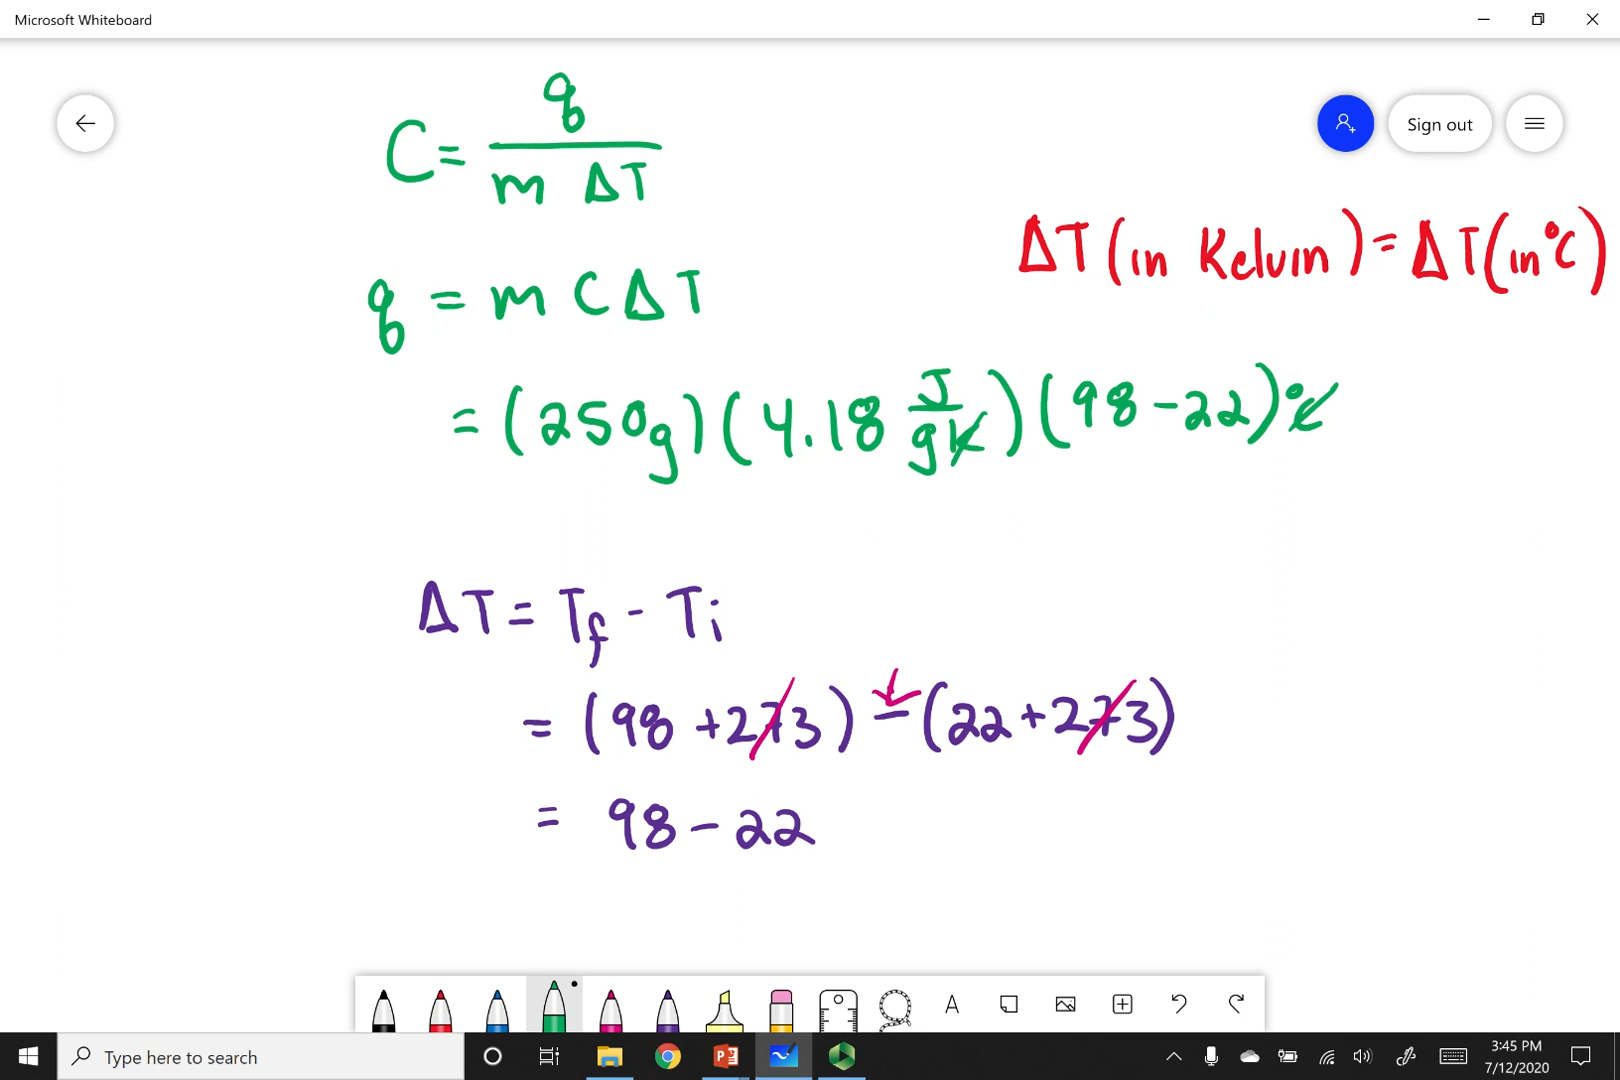 Microsoft Whiteboard
Sign out
C = q / m ΔT
ΔT (in Kelvin) = ΔT (in °C)
q = m C Δ T
= (250g) (4.18 J / gK) (98-22) °C
ΔT = Tf - Ti
= (98 +273) - (22+273)
= 98 - 22
A
Type here to search
3:45 PM
7/12/2020